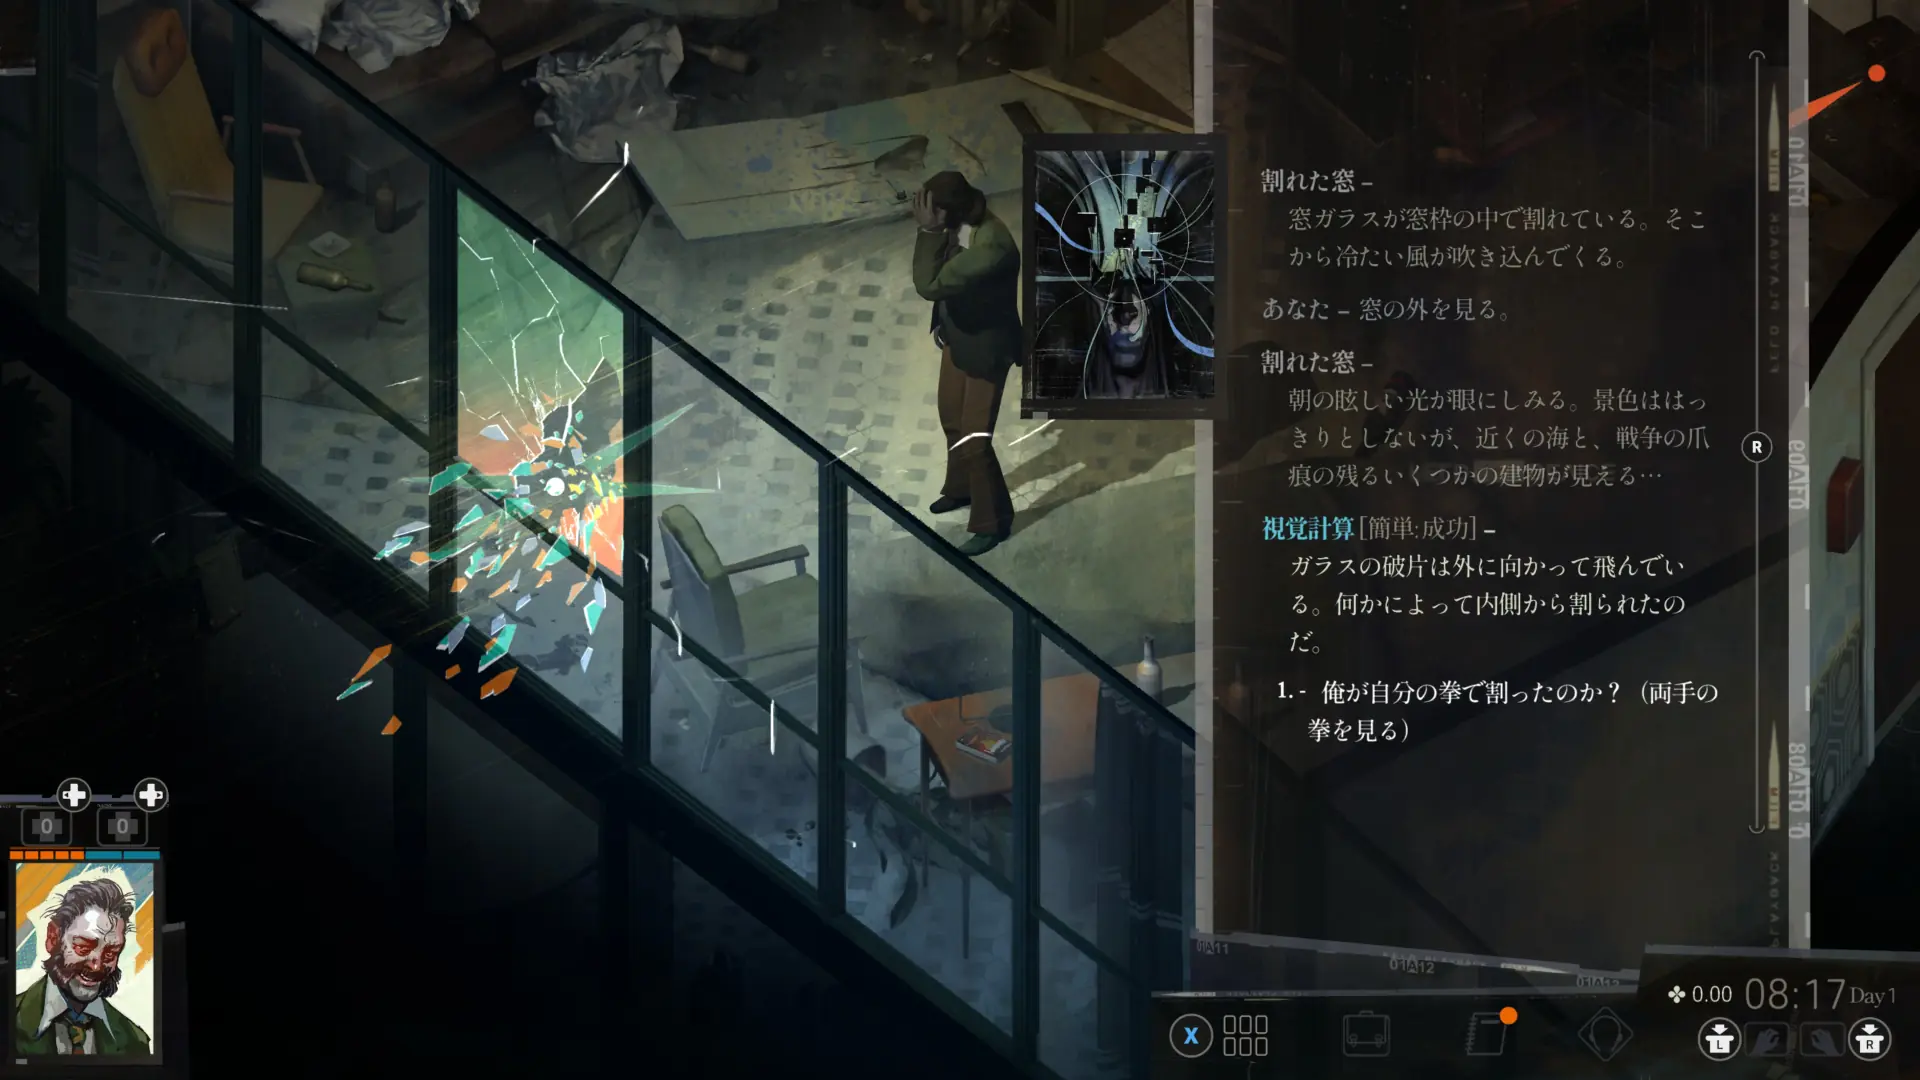 割れた窓 –
窓ガラスが窓枠の中で割れている。そこ
から冷たい風が吹き込んでくる。
あなた – 窓の外を見る。
割れた窓 –
朝の眩しい光が眼にしみる。景色ははっ
きりとしないが、近くの海と、戦争の爪
痕の残るいくつかの建物が見える…
視覚計算 [簡単:成功] –
ガラスの破片は外に向かって飛んでい
る。何かによって内側から割られたの
だ。
1. - 俺が自分の拳で割ったのか？（両手の
拳を見る）
R
0 0
01A11
01A12
01A13
0.00 08:17 Day 1
X
L R